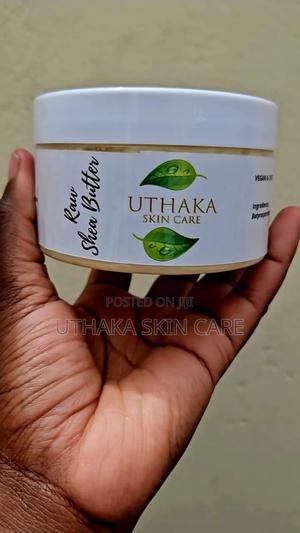 Raw
Shea Butter
UTHAKA
SKIN CARE
VEGAN &
Ingredients
POSTED ON JIJI
UTHAKA SKIN CARE